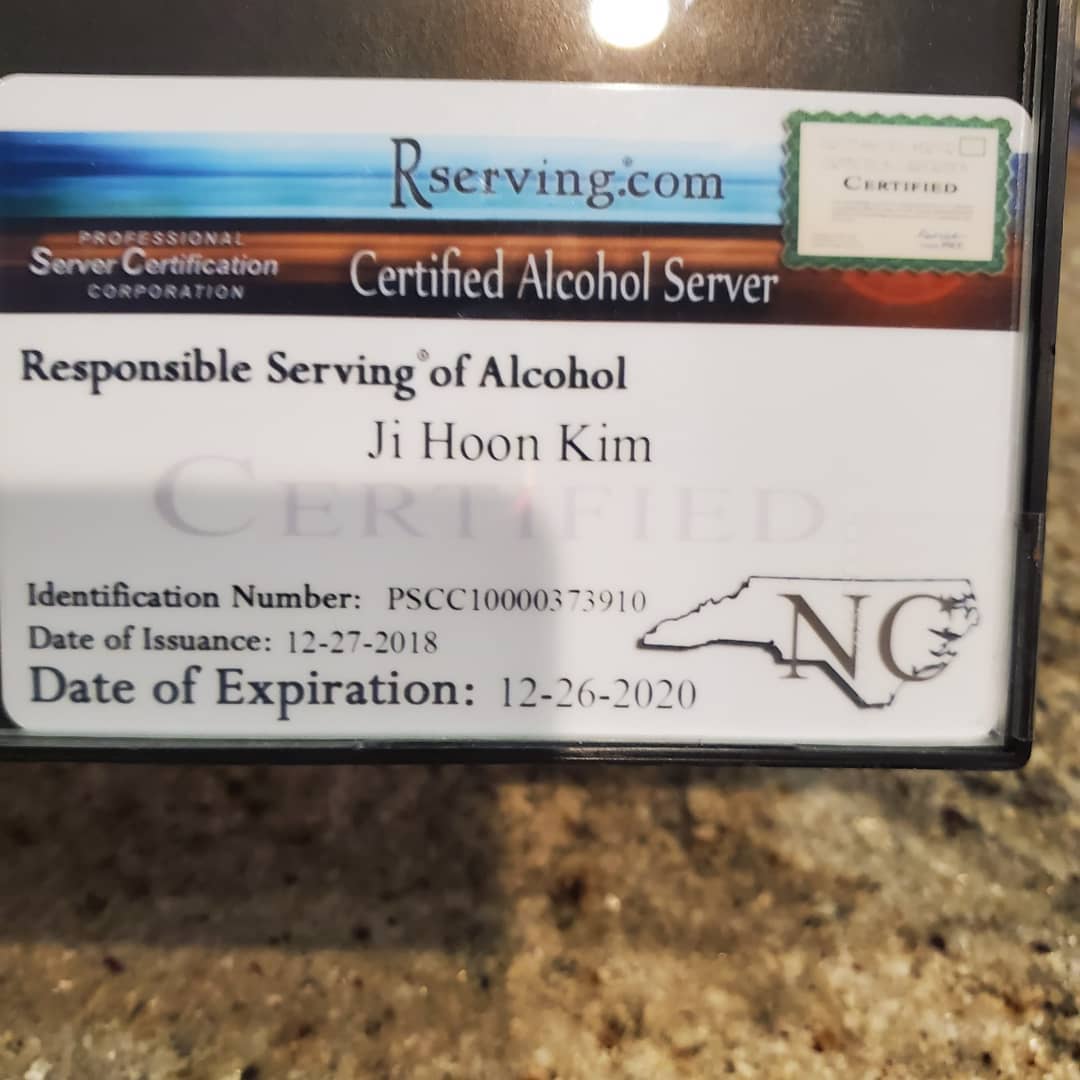 Rserving®.com
CERTIFIED
PROFESSIONAL
Server Certification
CORPORATION
Certified Alcohol Server
Responsible Serving® of Alcohol
Ji Hoon Kim
CERTIFIED
Identification Number: PSCC10000373910
Date of Issuance: 12-27-2018
Date of Expiration: 12-26-2020
NC